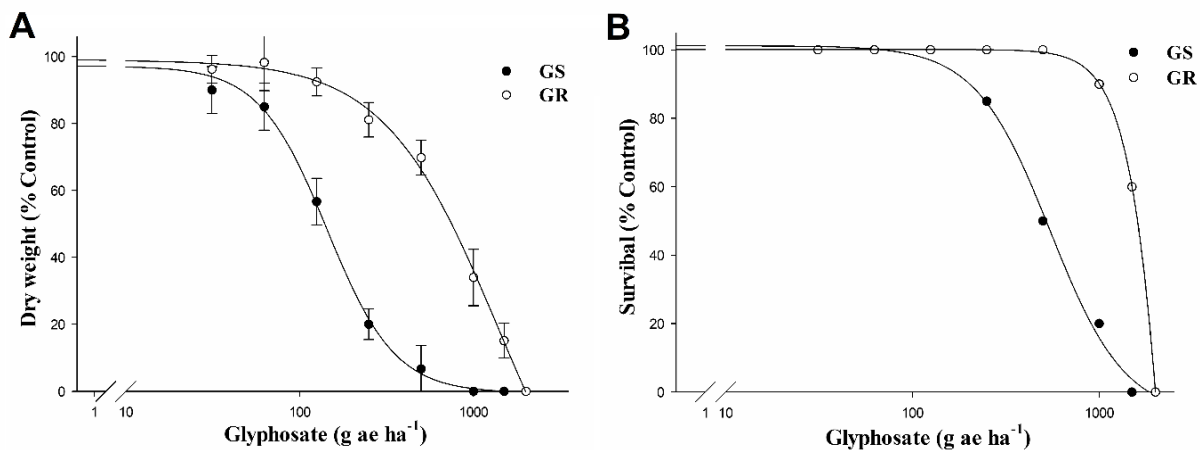 A
Dry weight (% Control)
100
80
60
40
20
0
GS
GR
1 10 100 1000
Glyphosate (g ae ha⁻¹)
B
Survibal (% Control)
100
80
60
40
20
0
GS
GR
1 10 100 1000
Glyphosate (g ae ha⁻¹)